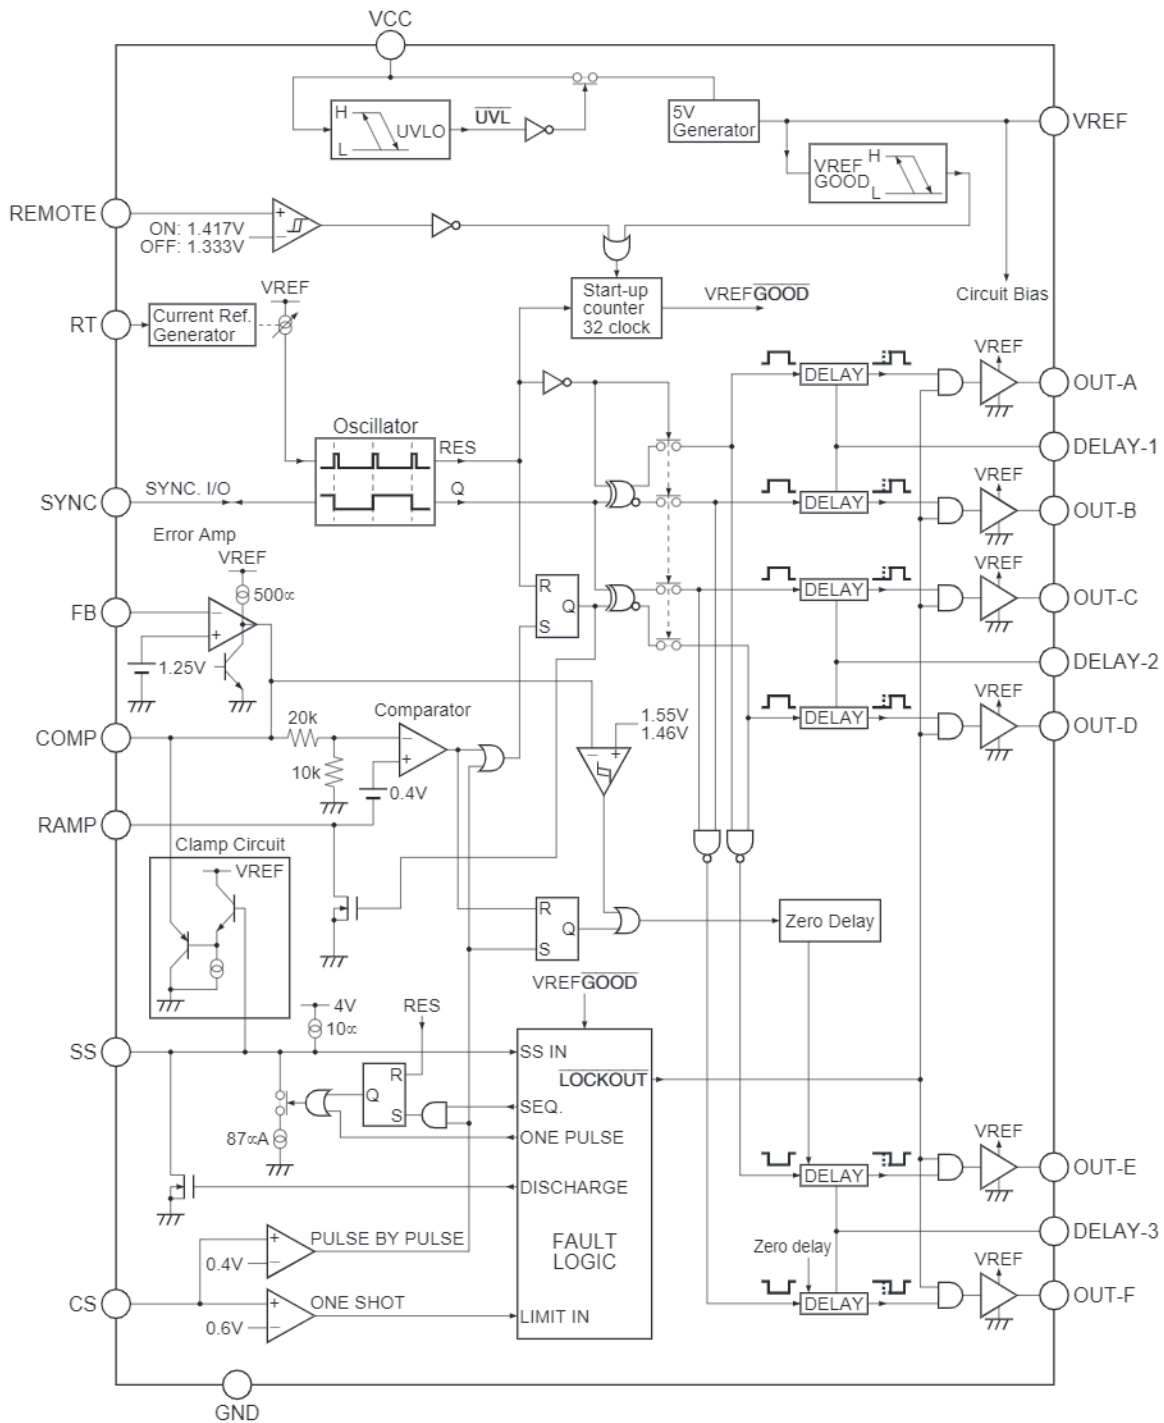 VCC
H
UVLO
L
UVL
5V
Generator
VREF
VREF
GOOD
H
L
REMOTE
+
−
ON: 1.417V
OFF: 1.333V
VREF
RT
Current Ref.
Generator
Start-up
counter
32 clock
VREFGOOD
Circuit Bias
VREF
DELAY
OUT-A
Oscillator
RES
DELAY-1
SYNC
SYNC. I/O
Q
VREF
DELAY
OUT-B
Error Amp
VREF
500∝
FB
−
+
1.25V
R
Q
S
VREF
DELAY
OUT-C
DELAY-2
VREF
DELAY
OUT-D
COMP
20k
10k
Comparator
−
+
0.4V
1.55V
1.46V
−
+
RAMP
Clamp Circuit
VREF
R
Q
S
Zero Delay
VREFGOOD
4V
10∝
RES
SS
SS IN
LOCKOUT
R
Q
S
SEQ.
ONE PULSE
87∝A
DISCHARGE
FAULT
LOGIC
PULSE BY PULSE
+
0.4V
−
CS
ONE SHOT
+
0.6V
−
LIMIT IN
VREF
DELAY
OUT-E
DELAY-3
Zero delay
VREF
DELAY
OUT-F
GND